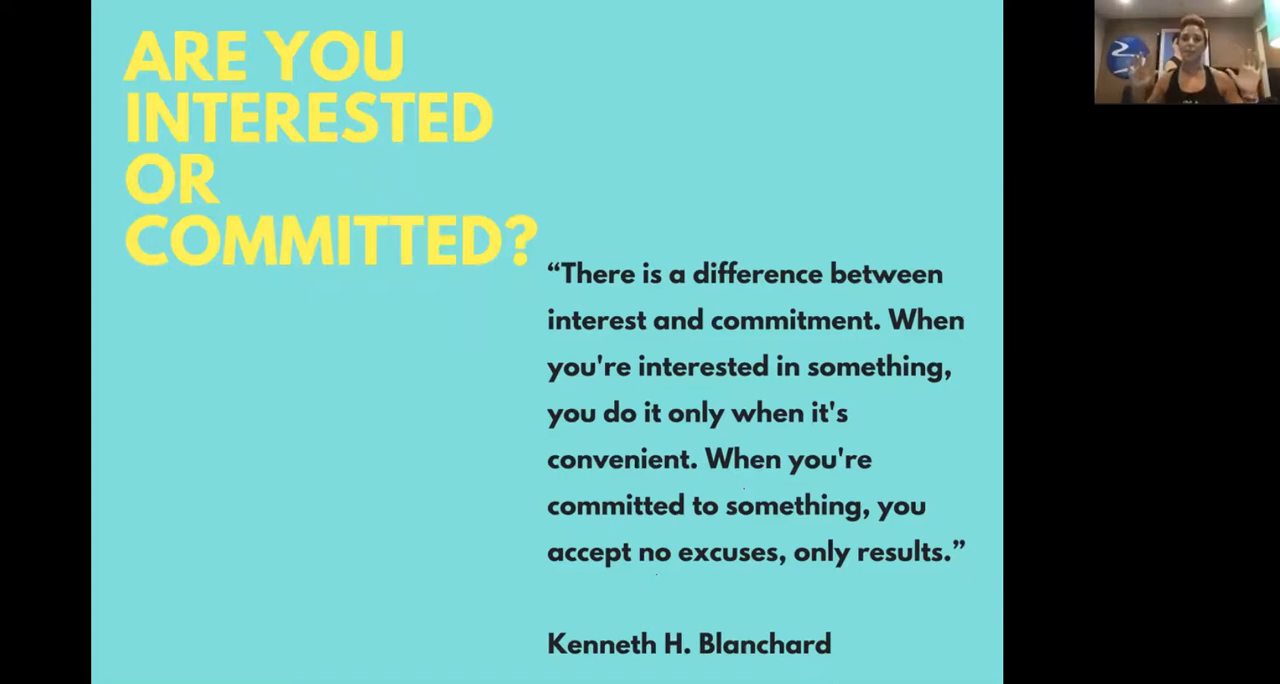 ARE YOU
INTERESTED
OR
COMMITTED?
“There is a difference between
interest and commitment. When
you're interested in something,
you do it only when it's
convenient. When you're
committed to something, you
accept no excuses, only results.”
Kenneth H. Blanchard